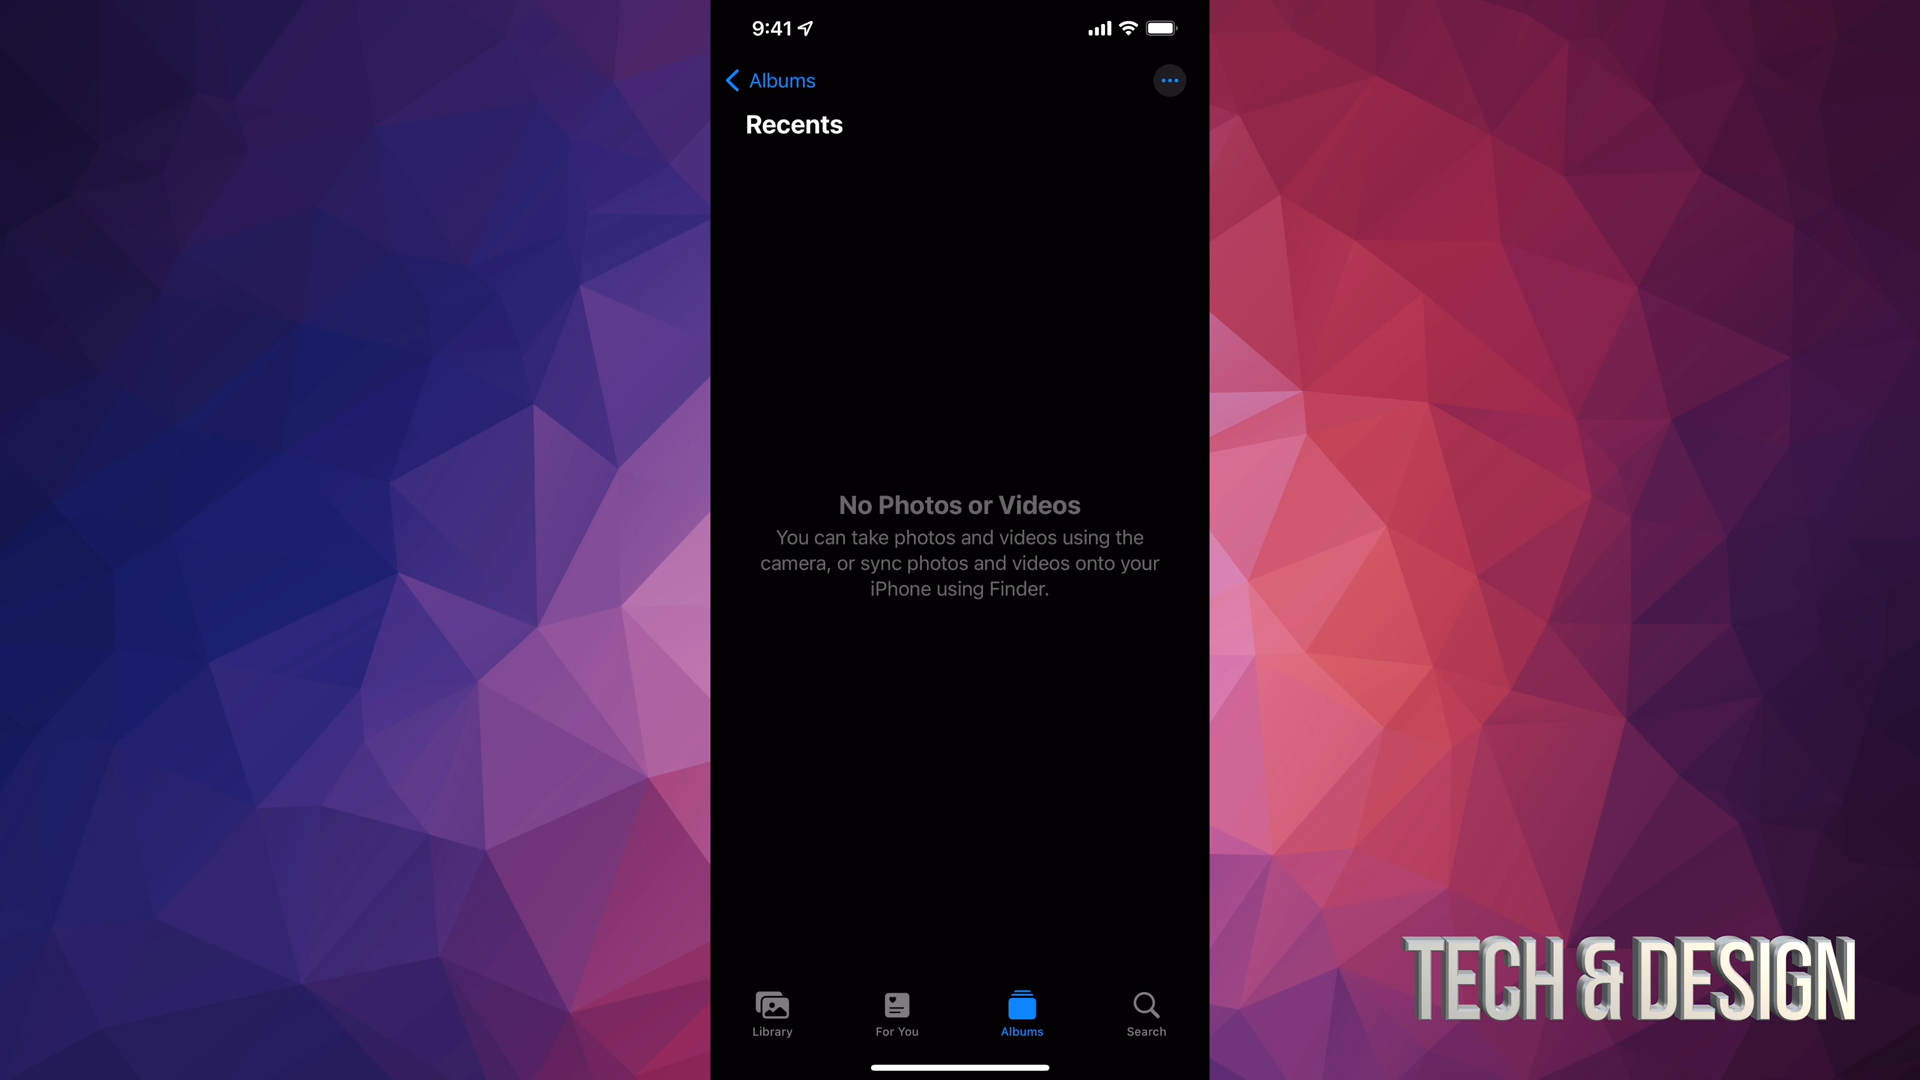 9:41
Albums
Recents
No Photos or Videos
You can take photos and videos using the
camera, or sync photos and videos onto your
iPhone using Finder.
Library
For You
Albums
Search
TECH & DESIGN